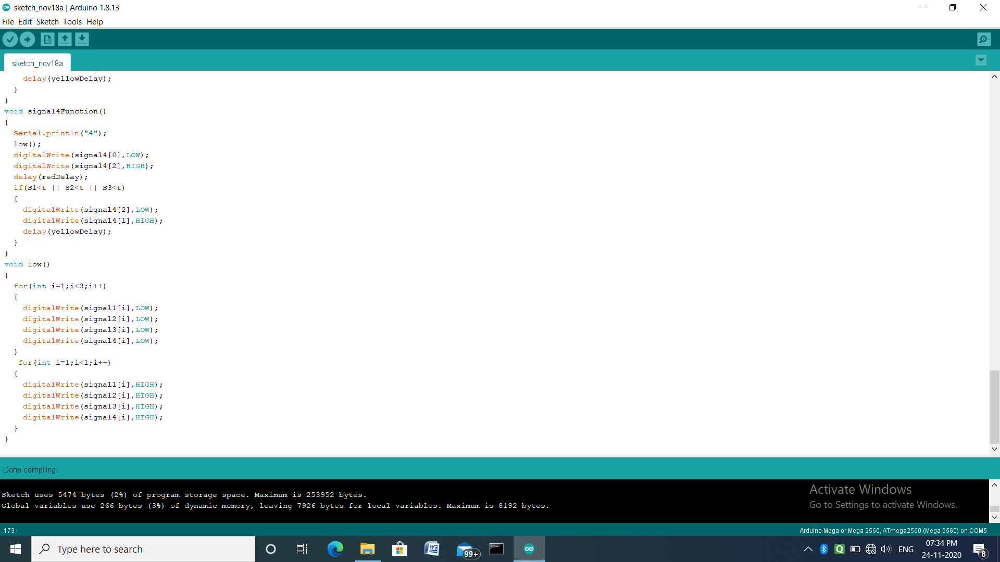 sketch_nov18a | Arduino 1.8.13
File Edit Sketch Tools Help
sketch_nov18a
    delay(yellowDelay);
  }
}
void signal4Function()
{
  Serial.println("4");
  low();
  digitalWrite(signal4[0],LOW);
  digitalWrite(signal4[2],HIGH);
  delay(redDelay);
  if(S1<t || S2<t || S3<t)
  {
    digitalWrite(signal4[2],LOW);
    digitalWrite(signal4[1],HIGH);
    delay(yellowDelay);
  }
}
void low()
{
  for(int i=1;i<3;i++)
  {
    digitalWrite(signal1[i],LOW);
    digitalWrite(signal2[i],LOW);
    digitalWrite(signal3[i],LOW);
    digitalWrite(signal4[i],LOW);
  }
   for(int i=1;i<1;i++)
  {
    digitalWrite(signal1[i],HIGH);
    digitalWrite(signal2[i],HIGH);
    digitalWrite(signal3[i],HIGH);
    digitalWrite(signal4[i],HIGH);
  }
}
Done compiling.
Sketch uses 5474 bytes (2%) of program storage space. Maximum is 253952 bytes.
Global variables use 266 bytes (3%) of dynamic memory, leaving 7926 bytes for local variables. Maximum is 8192 bytes.
Activate Windows
Go to Settings to activate Windows.
173
Arduino Mega or Mega 2560, ATmega2560 (Mega 2560) on COM5
Type here to search
99+
ENG
07:34 PM
24-11-2020
8